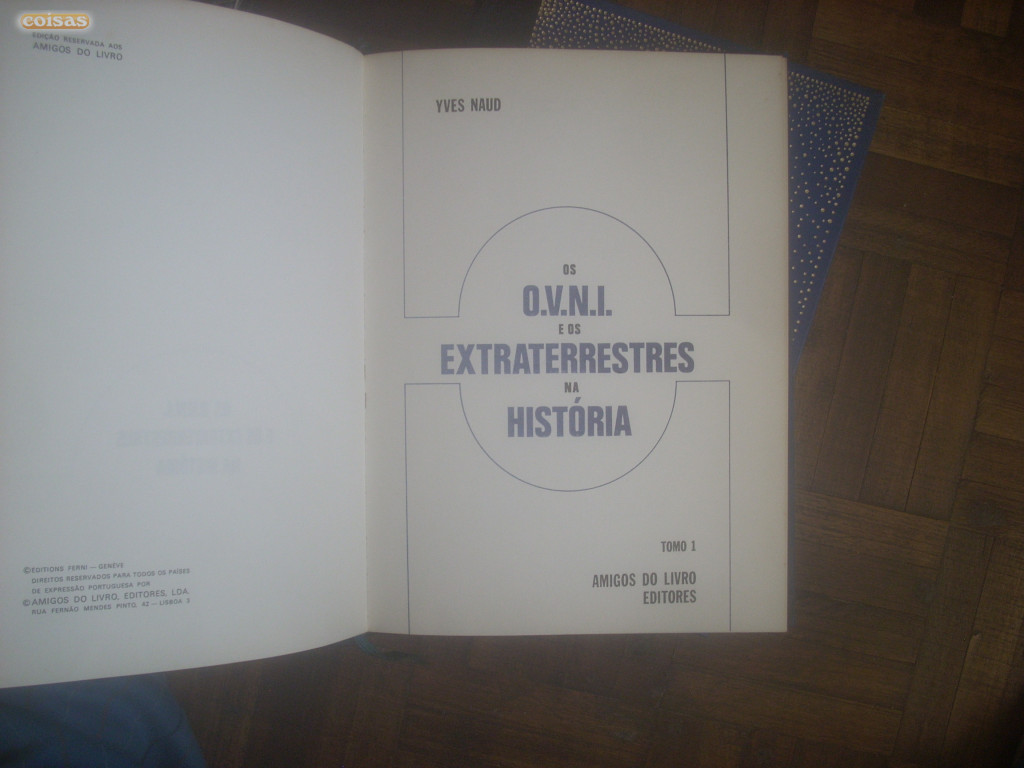 coisas
EDIÇÃO RESERVADA AOS
AMIGOS DO LIVRO
©EDITIONS FERNI — GENÈVE
DIREITOS RESERVADOS PARA TODOS OS PAÍSES
DE EXPRESSÃO PORTUGUESA POR
©AMIGOS DO LIVRO, EDITORES, LDA.
RUA FERNÃO MENDES PINTO, 42 — LISBOA 3
YVES NAUD
OS
O.V.N.I.
E OS
EXTRATERRESTRES
NA
HISTÓRIA
TOMO 1
AMIGOS DO LIVRO
EDITORES